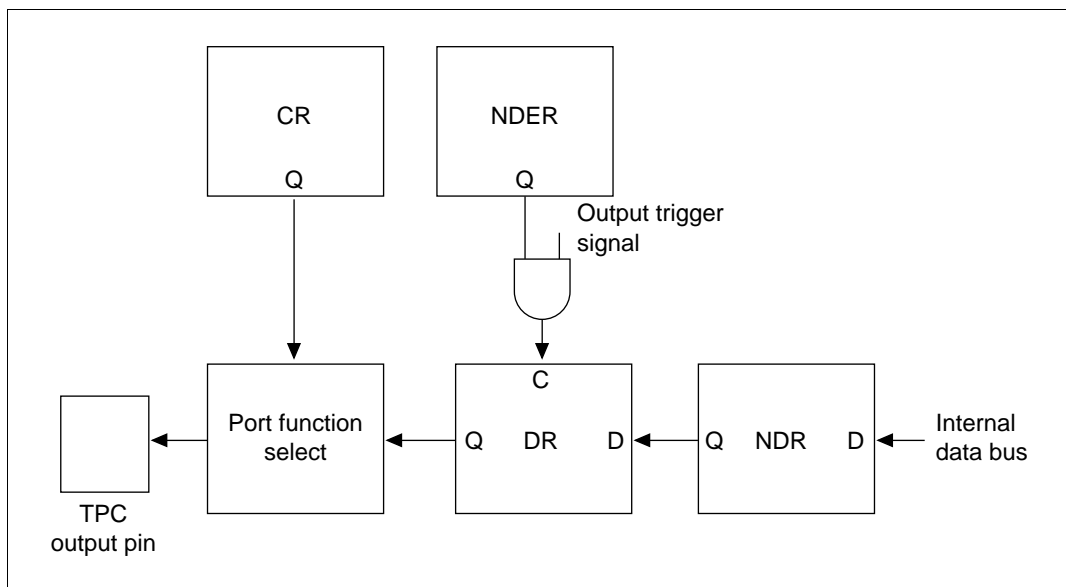 CR
Q
NDER
Q
Output trigger
signal
C
Port function
select
Q DR D
Q NDR D
Internal
data bus
TPC
output pin